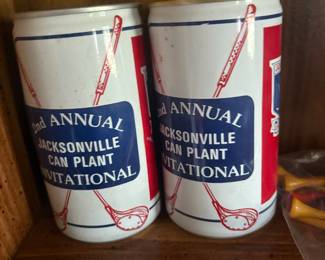 2nd ANNUAL
JACKSONVILLE
CAN PLANT
INVITATIONAL
2nd ANNUAL
JACKSONVILLE
CAN PLANT
INVITATIONAL